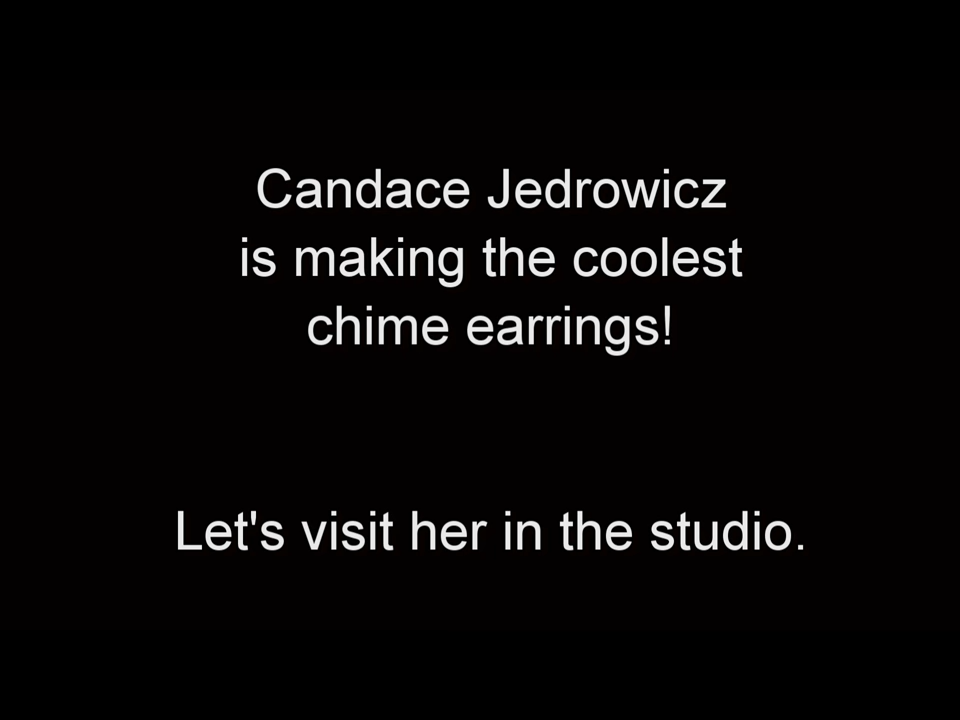 Candace Jedrowicz
is making the coolest
chime earrings!
Let's visit her in the studio.